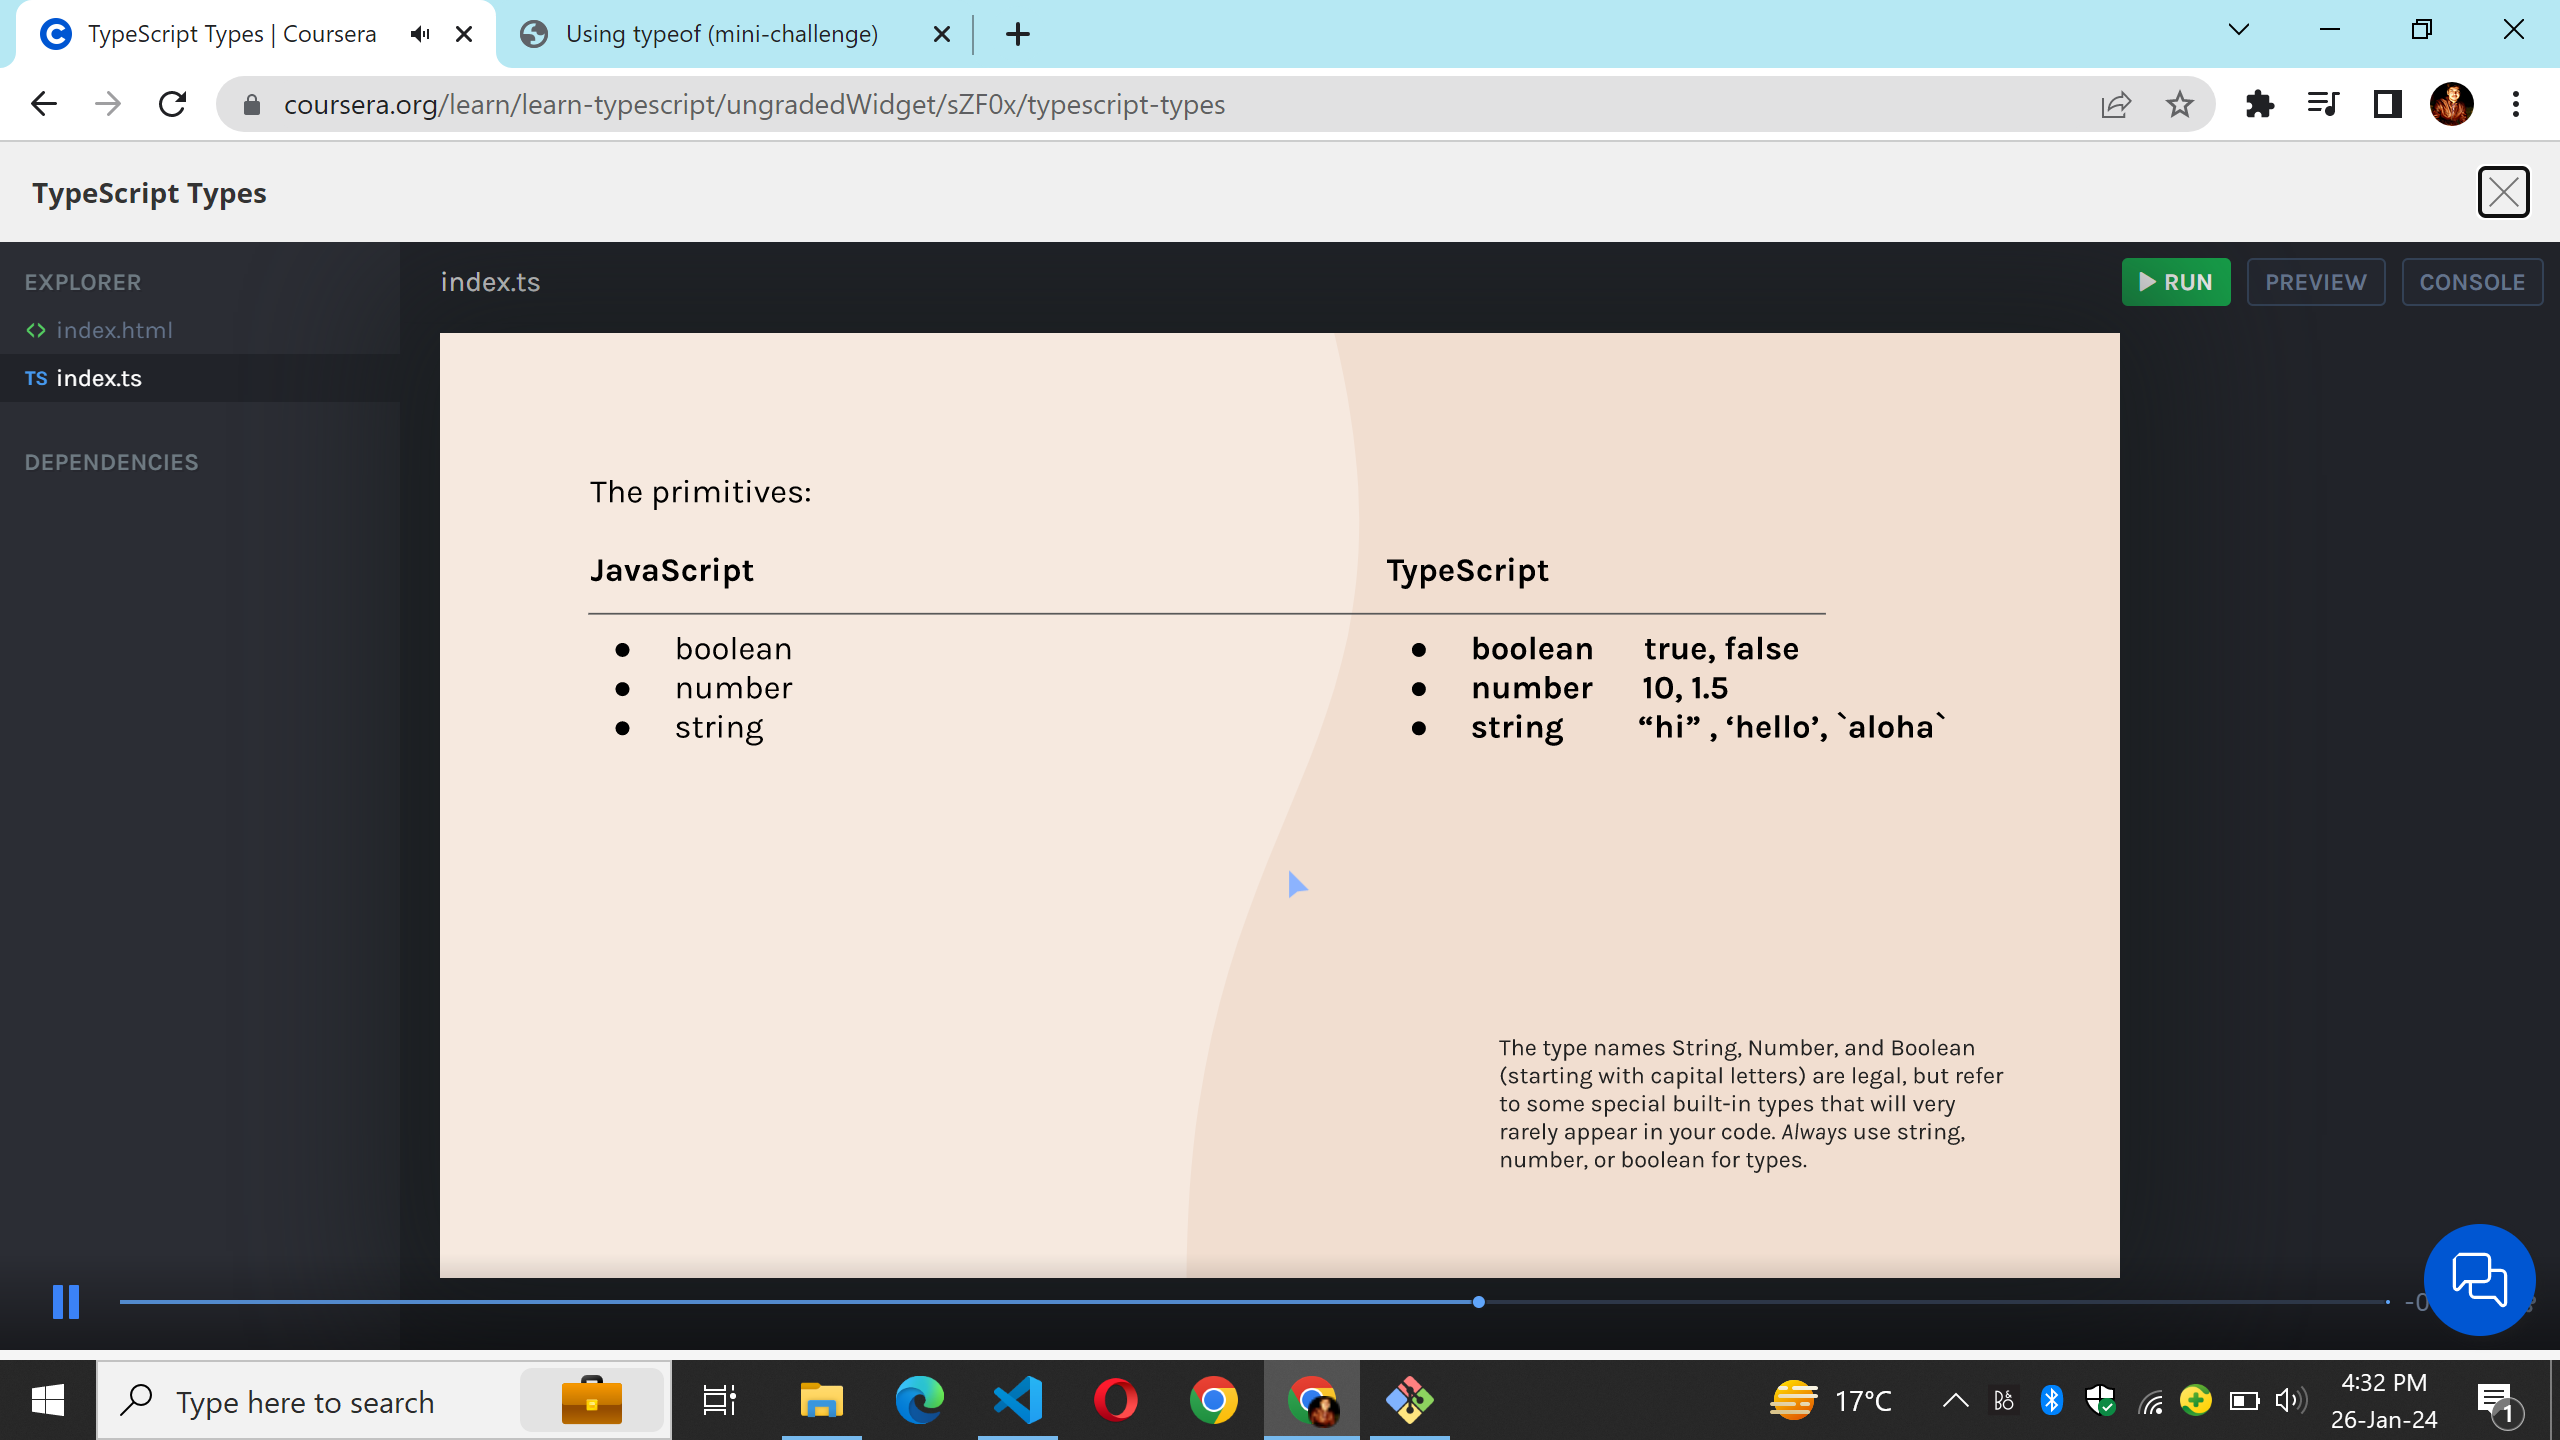 TypeScript Types | Coursera
Using typeof (mini-challenge)
coursera.org/learn/learn-typescript/ungradedWidget/sZF0x/typescript-types
TypeScript Types
EXPLORER
<> index.html
TS index.ts
DEPENDENCIES
index.ts
RUN
PREVIEW
CONSOLE
The primitives:
JavaScript
TypeScript
● boolean
● number
● string
● boolean true, false
● number 10, 1.5
● string “hi” , ‘hello’, `aloha`
The type names String, Number, and Boolean
(starting with capital letters) are legal, but refer
to some special built-in types that will very
rarely appear in your code. Always use string,
number, or boolean for types.
Type here to search
17°C
4:32 PM
26-Jan-24
1